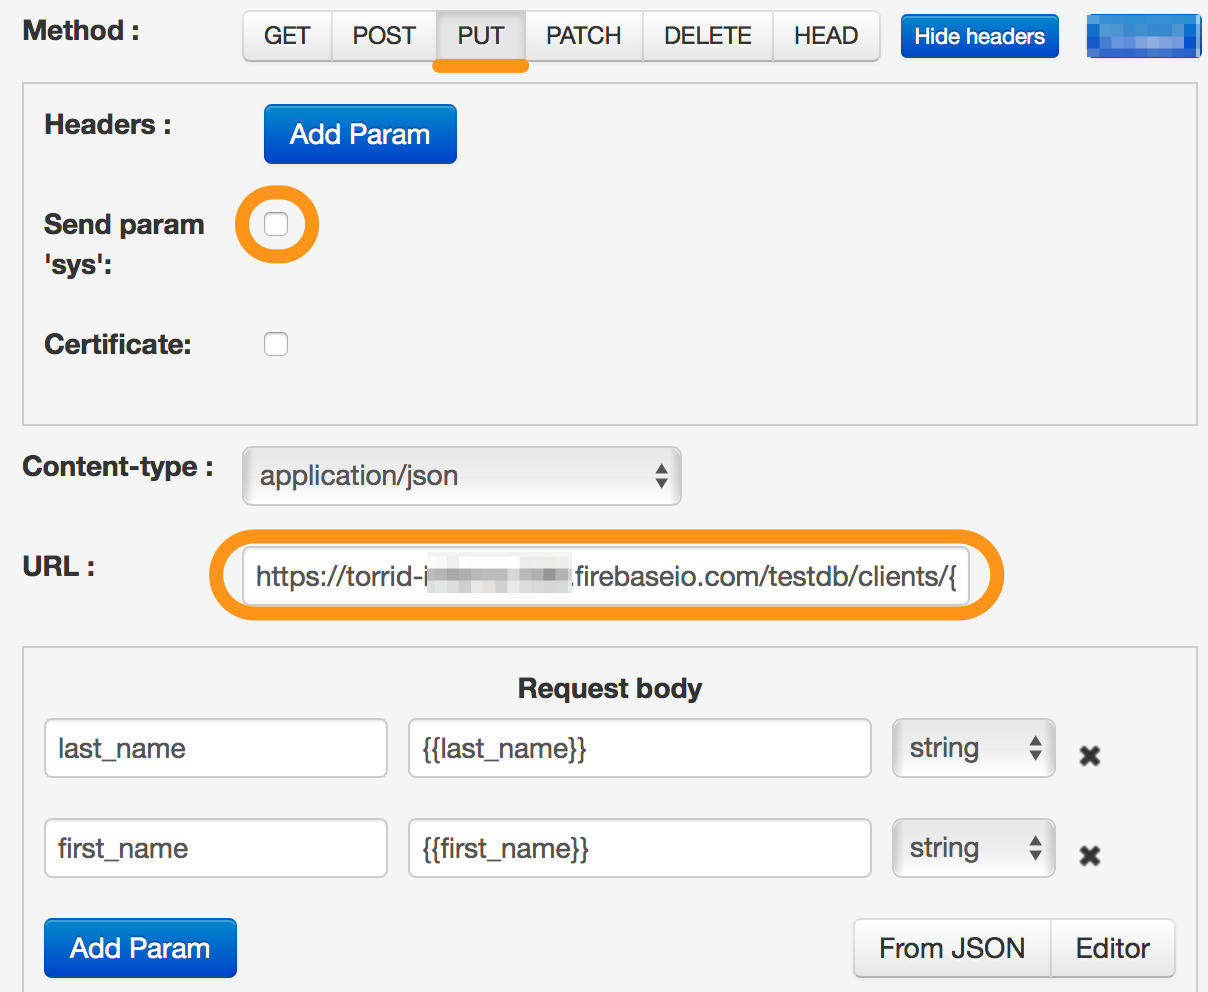 Method :
GET POST PUT PATCH DELETE HEAD Hide headers
Headers :
Add Param
Send param
'sys':
Certificate:
Content-type :
application/json
URL :
https://torrid-i .firebaseio.com/testdb/clients/{
Request body
last_name {{last_name}} string
first_name {{first_name}} string
Add Param From JSON Editor